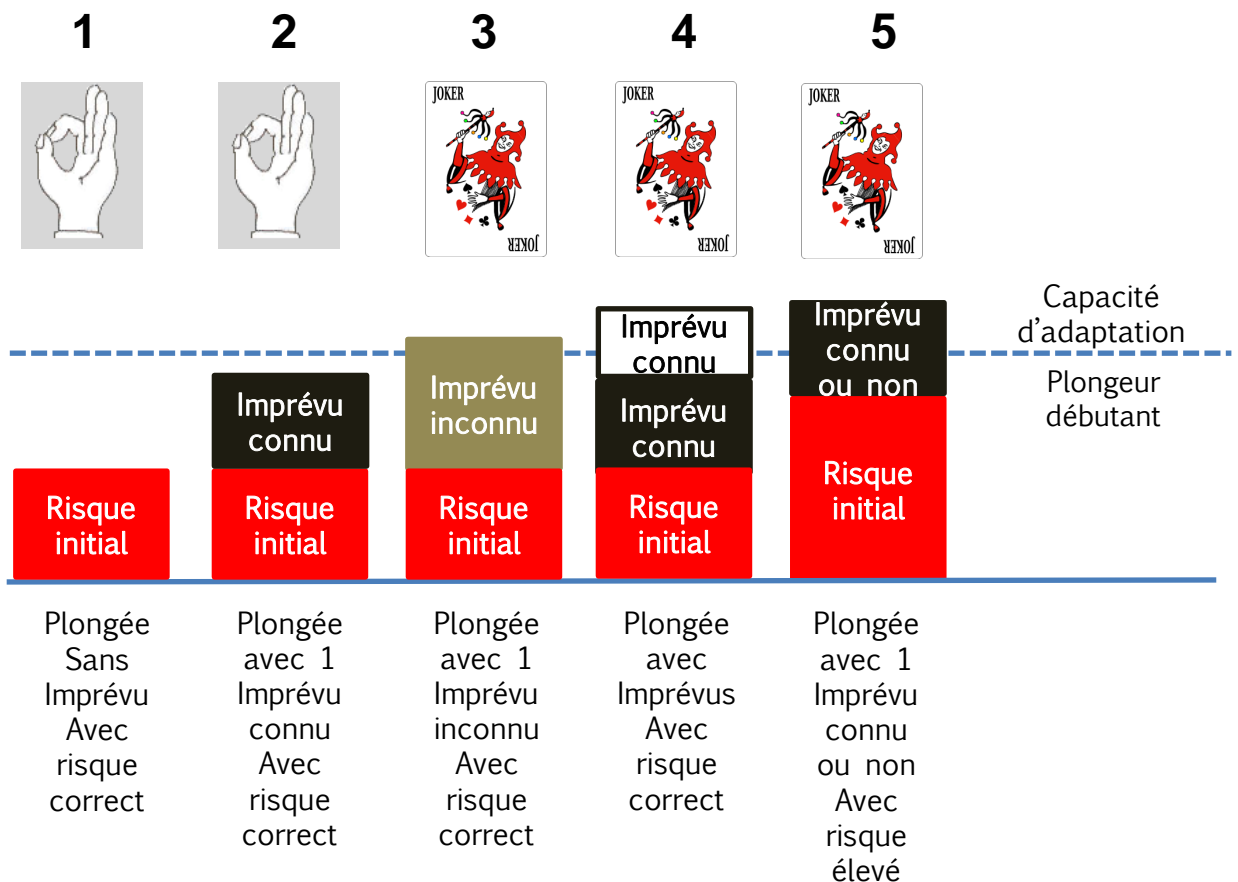 1 2 3 4 5
JOKER JOKER JOKER
JOKER JOKER JOKER
Capacité
d'adaptation
Plongeur
débutant
Risque
initial
Imprévu
connu
Risque
initial
Imprévu
inconnu
Risque
initial
Imprévu
connu
Imprévu
connu
Risque
initial
Imprévu
connu
ou non
Risque
initial
Plongée
Sans
Imprévu
Avec
risque
correct
Plongée
avec 1
Imprévu
connu
Avec
risque
correct
Plongée
avec 1
Imprévu
inconnu
Avec
risque
correct
Plongée
avec
Imprévus
Avec
risque
correct
Plongée
avec 1
Imprévu
connu
ou non
Avec
risque
élevé